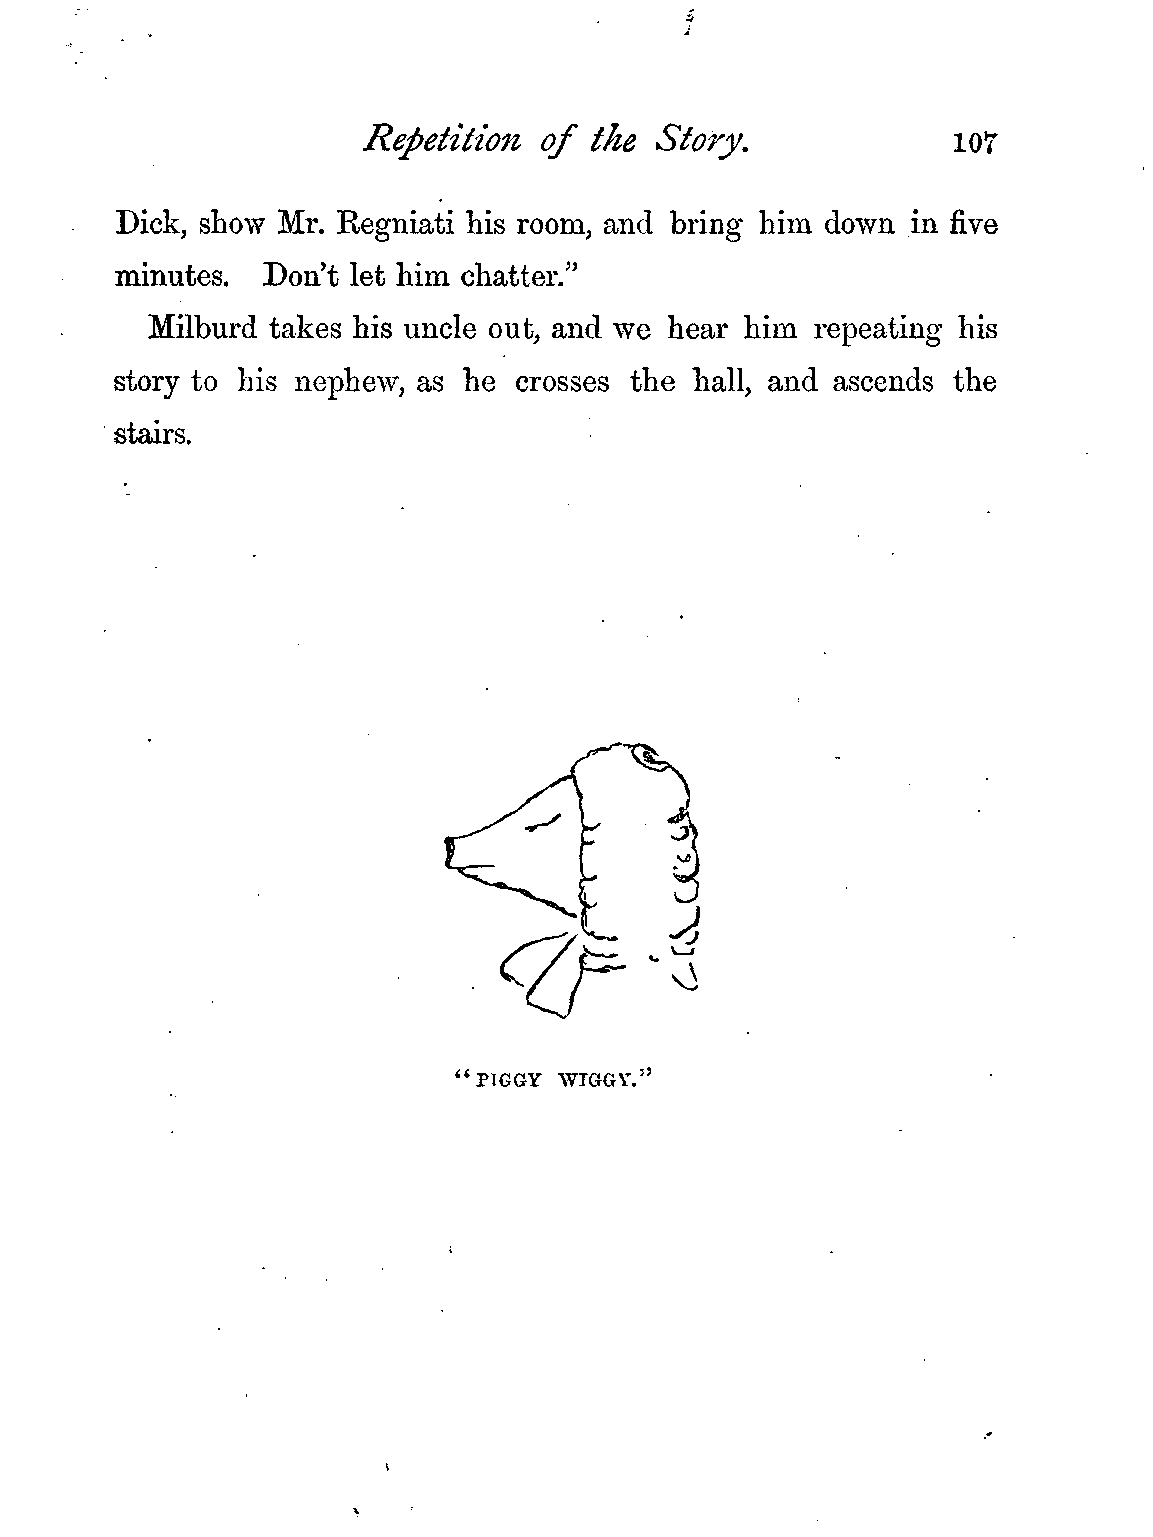 Repetition of the Story. 107
Dick, show Mr. Regniati his room, and bring him down in five
minutes. Don't let him chatter."
Milburd takes his uncle out, and we hear him repeating his
story to his nephew, as he crosses the hall, and ascends the
stairs.
"PIGGY WIGGY."